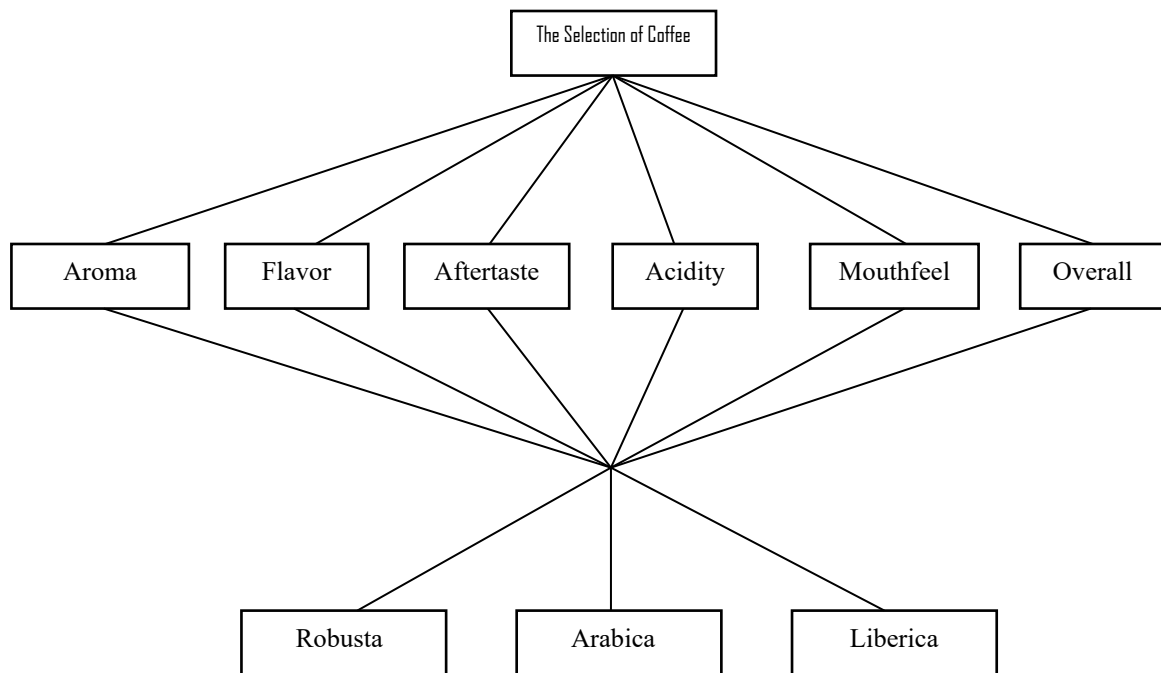 The Selection of Coffee
Aroma Flavor Aftertaste Acidity Mouthfeel Overall
Robusta Arabica Liberica